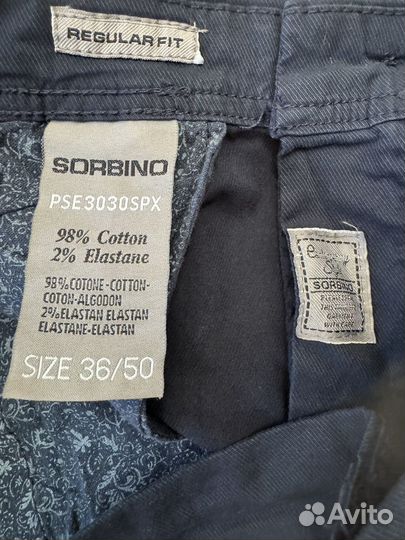 REGULAR FIT
SORBINO
PSE3030SPX
98% Cotton
2% Elastane
98%COTONE-COTTON-
COTON-ALGODON
2%ELASTAN-ELASTAN
ELASTANE-ELASTAN
SIZE 36/50
SORBINO
Avito